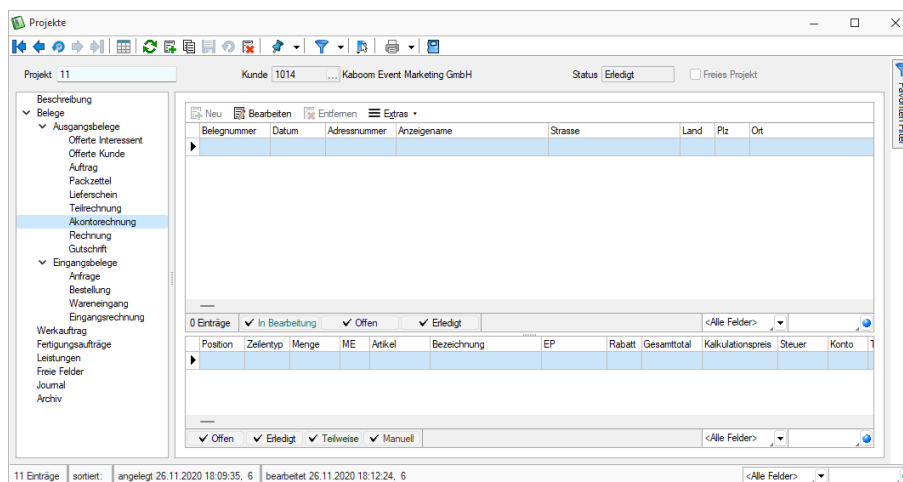 Projekte
Projekt 11 Kunde 1014 ... Kaboom Event Marketing GmbH Status Erledigt Freies Projekt
Favoriten Filter
Beschreibung
Belege
Ausgangsbelege
Offerte Interessent
Offerte Kunde
Auftrag
Packzettel
Lieferschein
Teilrechnung
Akontorechnung
Rechnung
Gutschrift
Eingangsbelege
Anfrage
Bestellung
Wareneingang
Eingangsrechnung
Werkauftrag
Fertigungsaufträge
Leistungen
Freie Felder
Journal
Archiv
Neu Bearbeiten Entfernen Extras
Belegnummer Datum Adressnummer Anzeigename Strasse Land Plz Ort
0 Einträge In Bearbeitung Offen Erledigt <Alle Felder>
Position Zeilentyp Menge ME Artikel Bezeichnung EP Rabatt Gesamttotal Kalkulationspreis Steuer Konto T
Offen Erledigt Teilweise Manuell <Alle Felder>
11 Einträge sortiert: angelegt 26.11.2020 18:09:35, 6 bearbeitet 26.11.2020 18:12:24, 6 <Alle Felder>